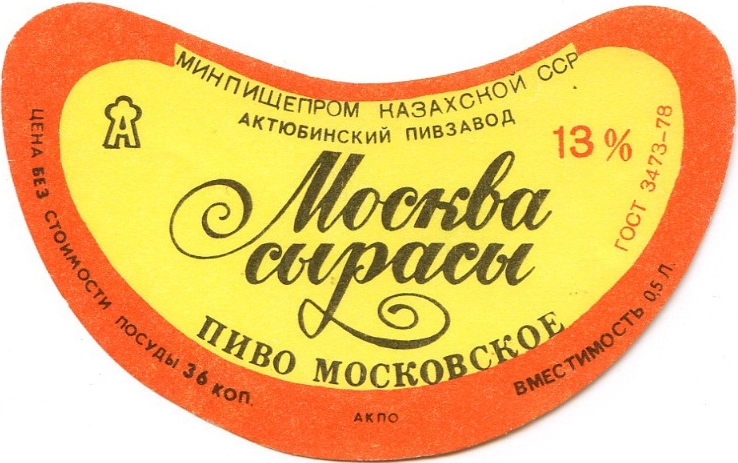 МИНПИЩЕПРОМ КАЗАХСКОЙ ССР
АКТЮБИНСКИЙ ПИВЗАВОД
А
13%
ГОСТ 3473-78
Москва
сырасы
ПИВО МОСКОВСКОЕ
ЦЕНА БЕЗ СТОИМОСТИ ПОСУДЫ 36 КОП.
ВМЕСТИМОСТЬ 0,5 Л.
АКПО